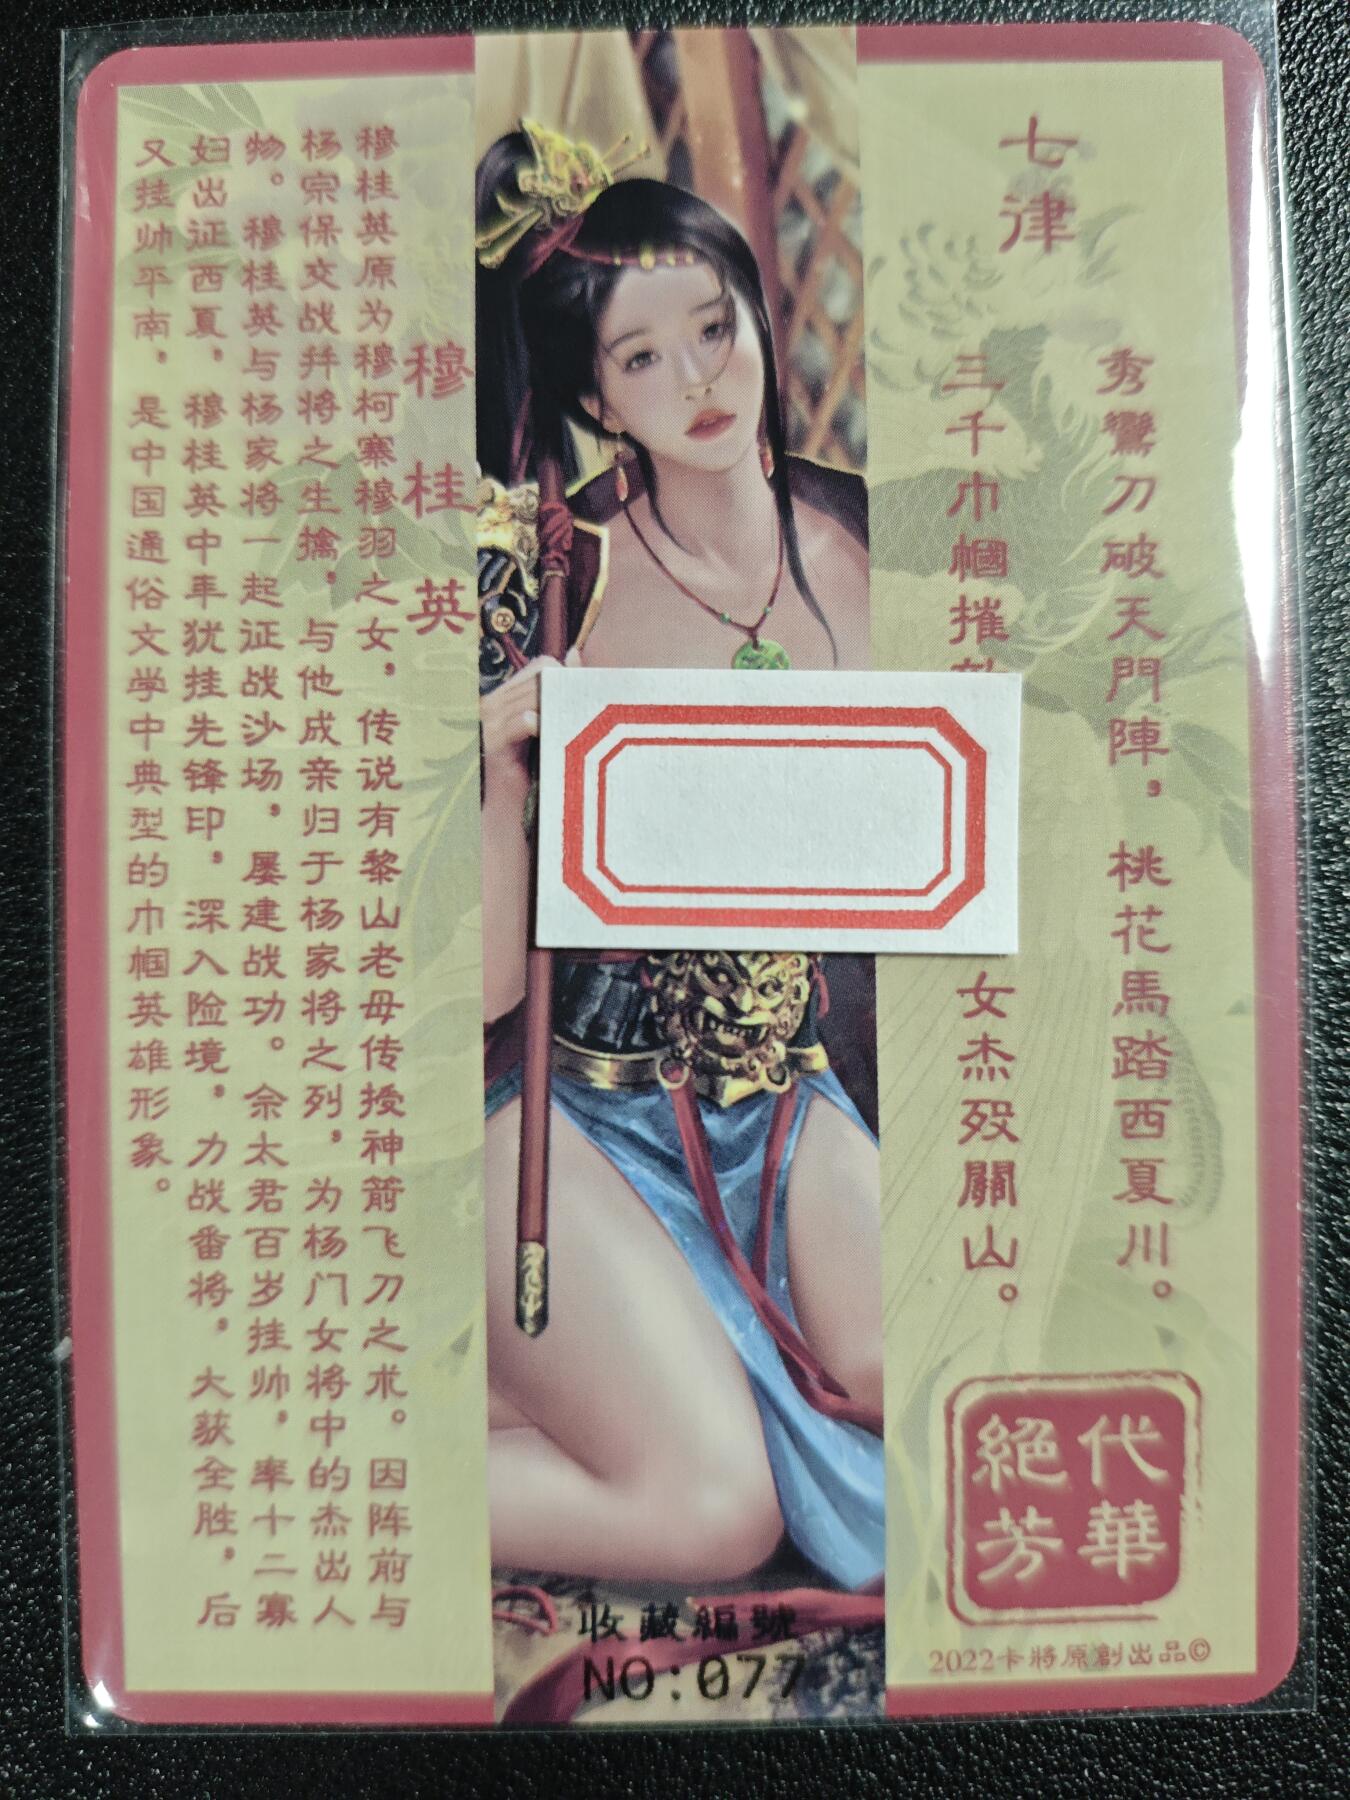 七律
秀鸞刀破天門陣，桃花馬踏西夏川。
三千巾幗摧
女杰殁關山。
代華
絕芳
2022卡將原創出品©
穆桂英
穆桂英原为穆柯寨穆羽之女，传说有黎山老母传授神箭飞刀之术。因阵前与
杨宗保交战并将之生擒，与他成亲归于杨家将之列，为杨门女将中的杰出人
物。穆桂英与杨家将一起证战沙场，屡建战功。佘太君百岁挂帅，率十二寡
妇出证西夏，穆桂英中年犹挂先锋印，深入险境，力战番将，大获全胜，后
又挂帅平南，是中国通俗文学中典型的巾帼英雄形象。
收藏編號
NO:077